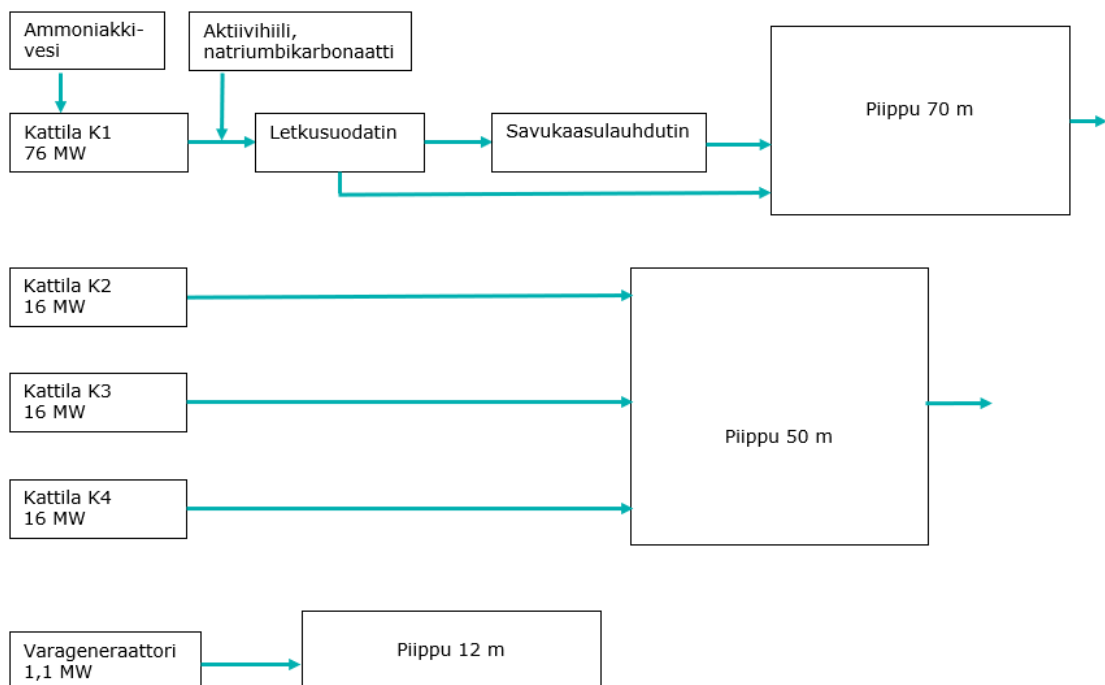 Ammoniakki-
vesi
Aktiivihiili,
natriumbikarbonaatti
Kattila K1
76 MW
Letkusuodatin
Savukaasulauhdutin
Piippu 70 m
Kattila K2
16 MW
Kattila K3
16 MW
Kattila K4
16 MW
Piippu 50 m
Varageneraattori
1,1 MW
Piippu 12 m